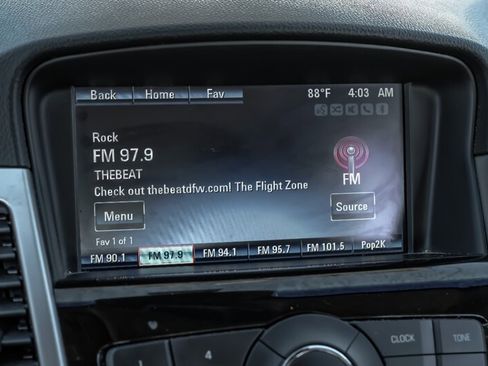 Back Home Fav 88°F 4:03 AM
Rock
FM 97.9
THEBEAT
Check out thebeatdfw.com! The Flight Zone
FM
Menu
Source
Fav 1 of 1
FM 90.1 FM 97.9 FM 94.1 FM 95.7 FM 101.5 Pop2K
CLOCK TONE
1 4